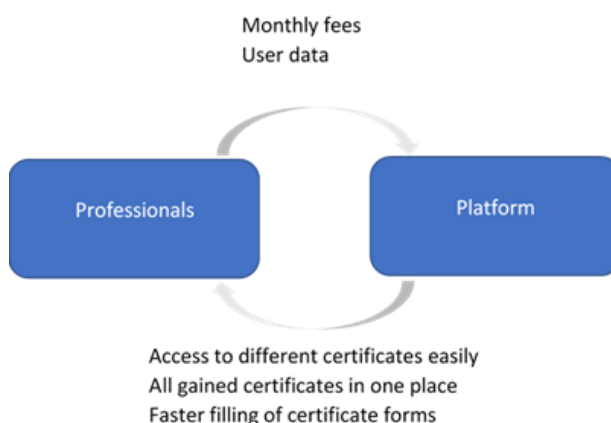 Monthly fees
User data
Professionals
Platform
Access to different certificates easily
All gained certificates in one place
Faster filling of certificate forms